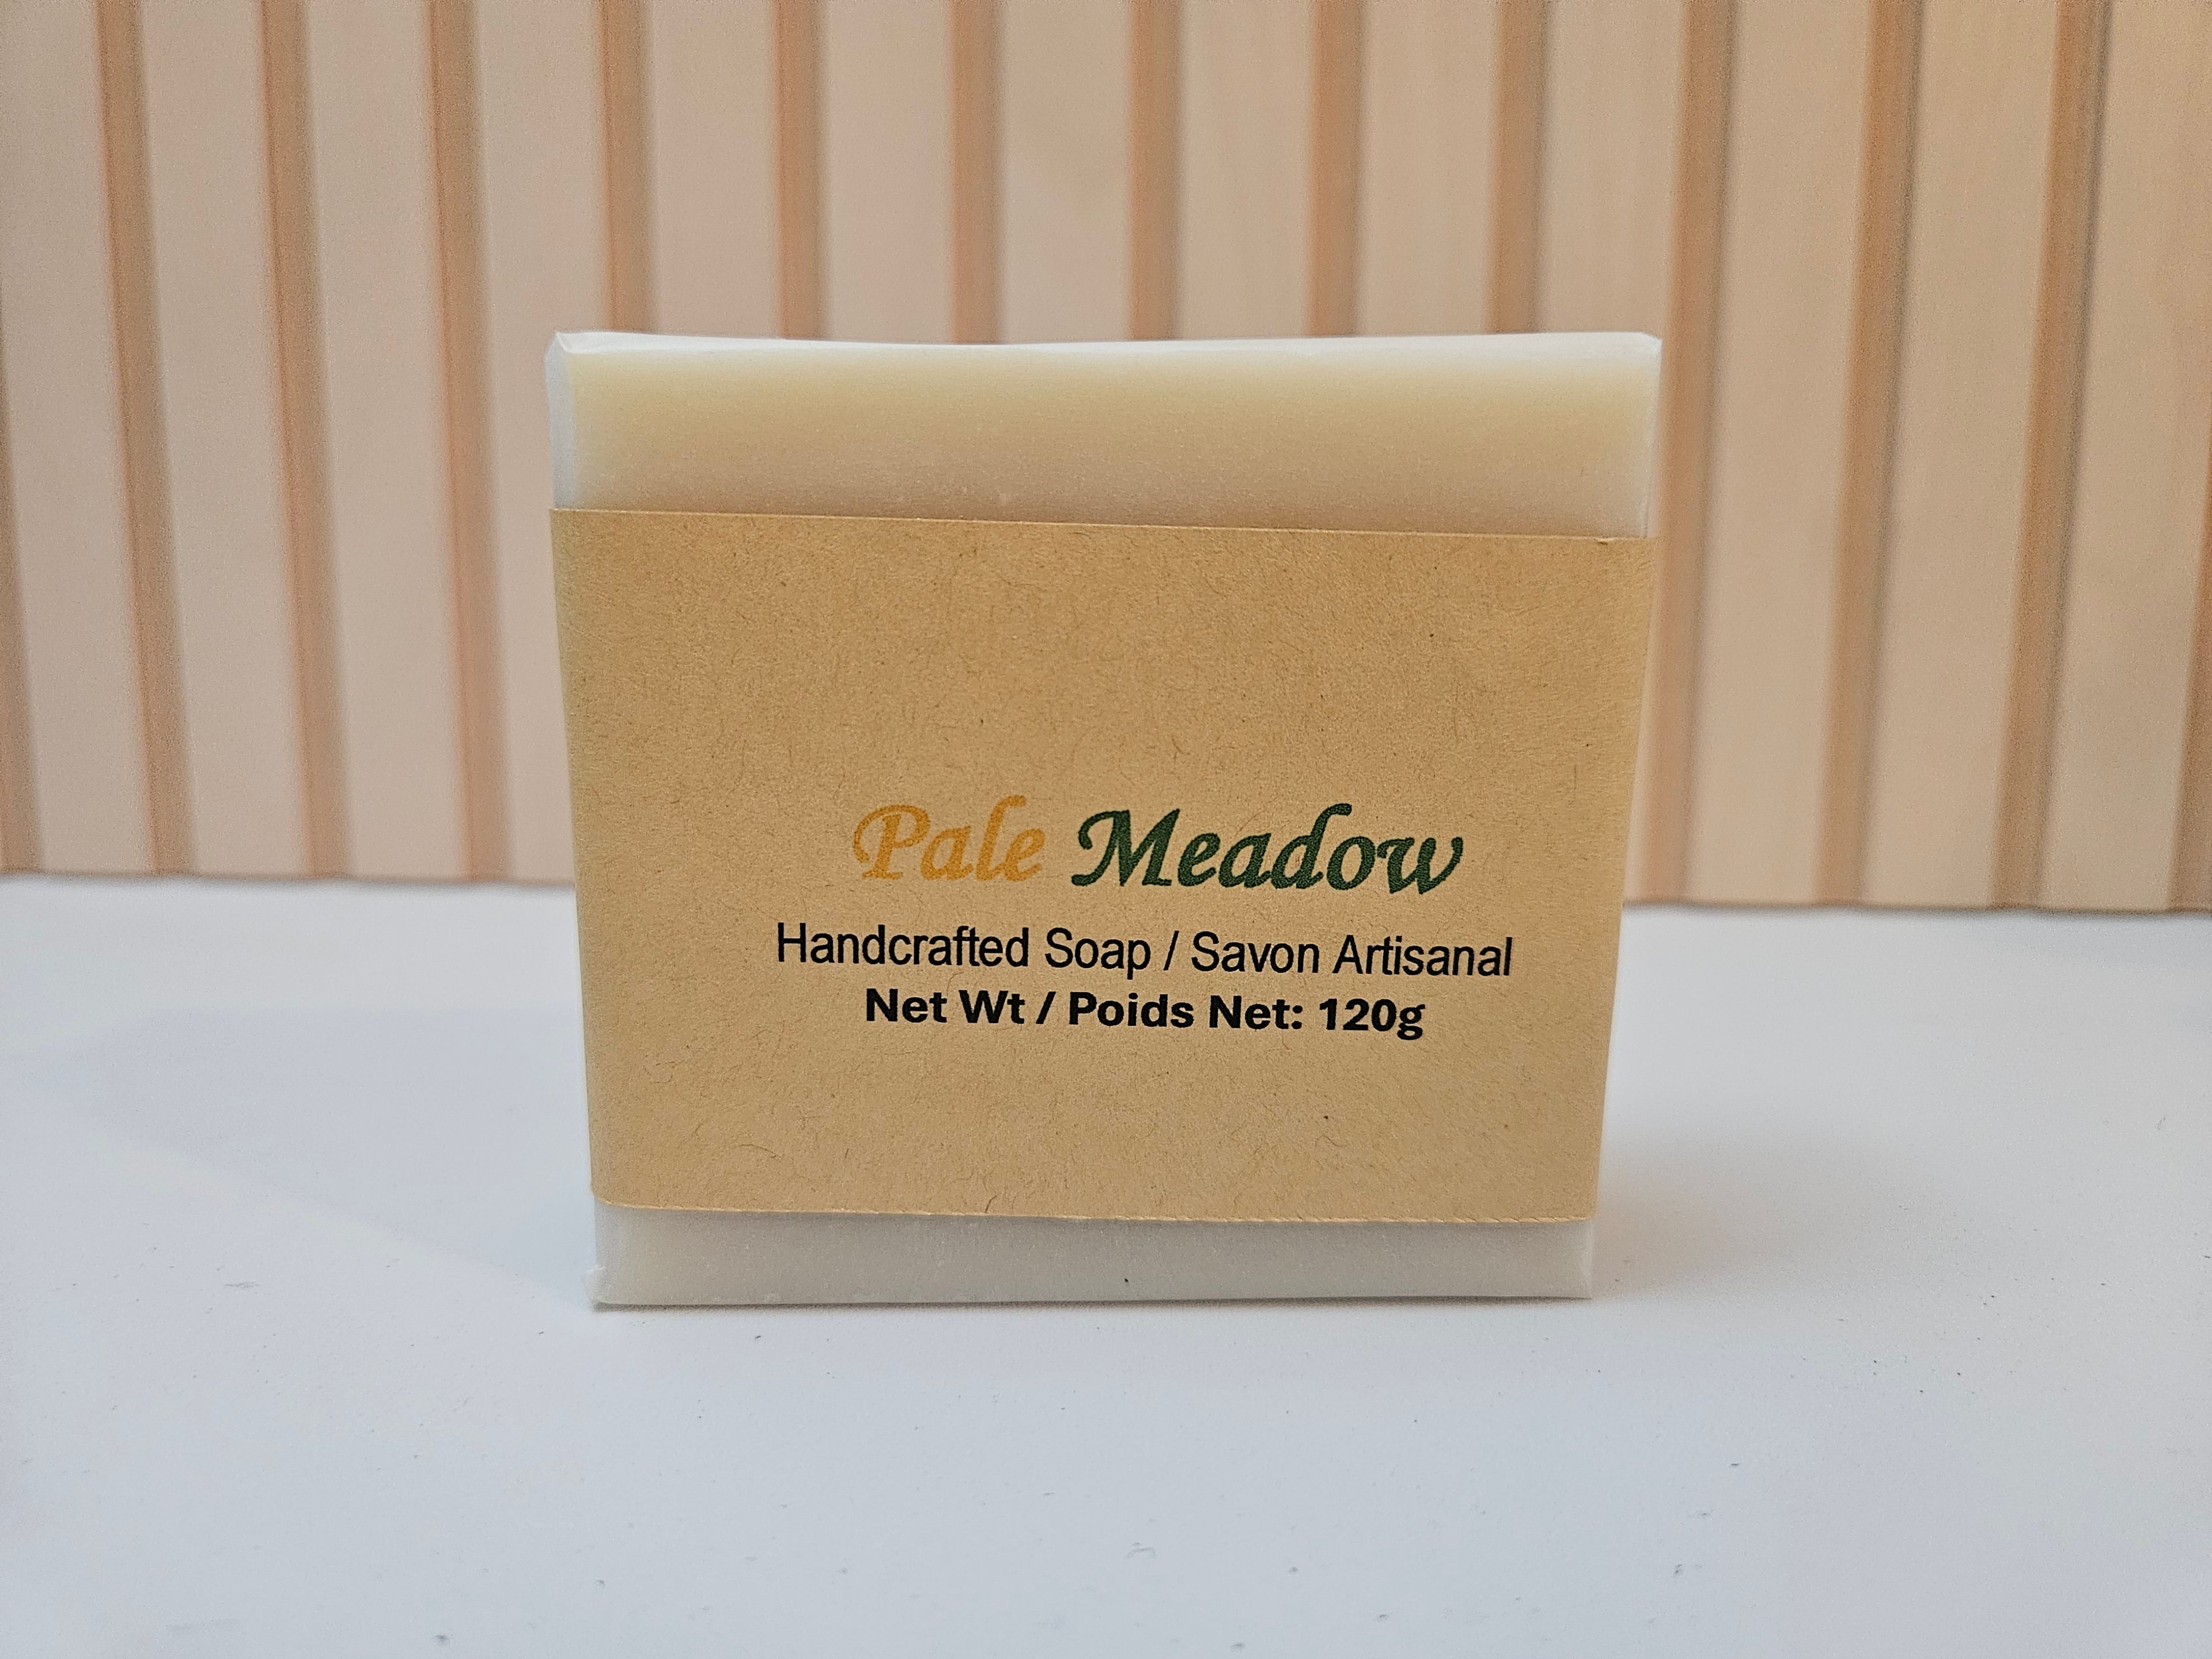 Pale Meadow
Handcrafted Soap / Savon Artisanal
Net Wt / Poids Net: 120g